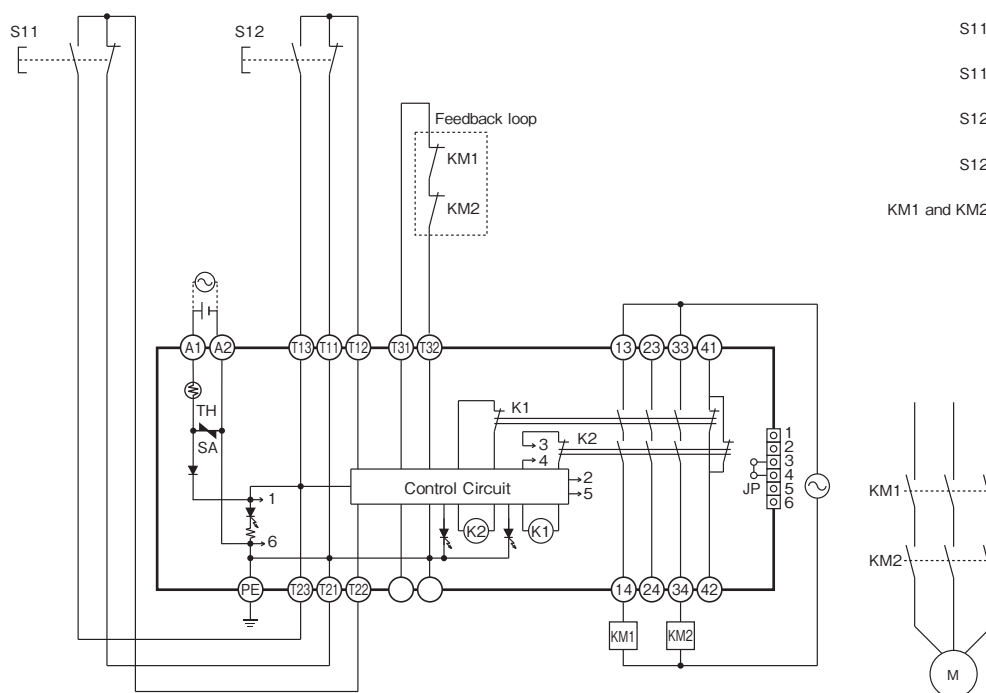 S11
S12
S11
S11
S12
S12
KM1 and KM2
Feedback loop
KM1
KM2
A1 A2 T13 T11 T12 T31 T32 13 23 33 41
TH
SA
K1
K2
3
4
1
2
3
4
5
6
JP
Control Circuit
2
5
1
6
K2
K1
PE T23 T21 T22 14 24 34 42
KM1
KM2
KM1
KM2
M